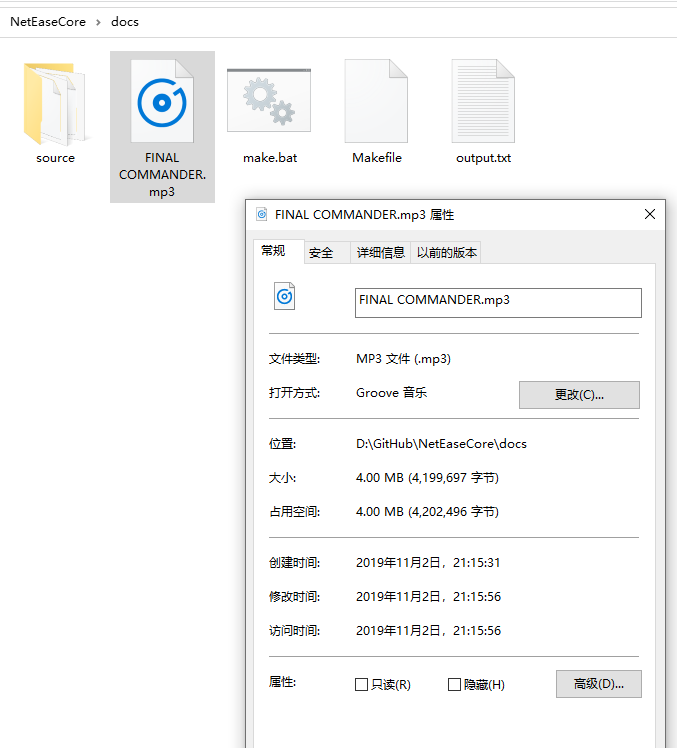 NetEaseCore > docs
source
FINAL
COMMANDER.
mp3
make.bat
Makefile
output.txt
FINAL COMMANDER.mp3 属性
常规 安全 详细信息 以前的版本
FINAL COMMANDER.mp3
文件类型: MP3 文件 (.mp3)
打开方式: Groove 音乐 更改(C)...
位置: D:\GitHub\NetEaseCore\docs
大小: 4.00 MB (4,199,697 字节)
占用空间: 4.00 MB (4,202,496 字节)
创建时间: 2019年11月2日，21:15:31
修改时间: 2019年11月2日，21:15:56
访问时间: 2019年11月2日，21:15:56
属性: 只读(R) 隐藏(H) 高级(D)...